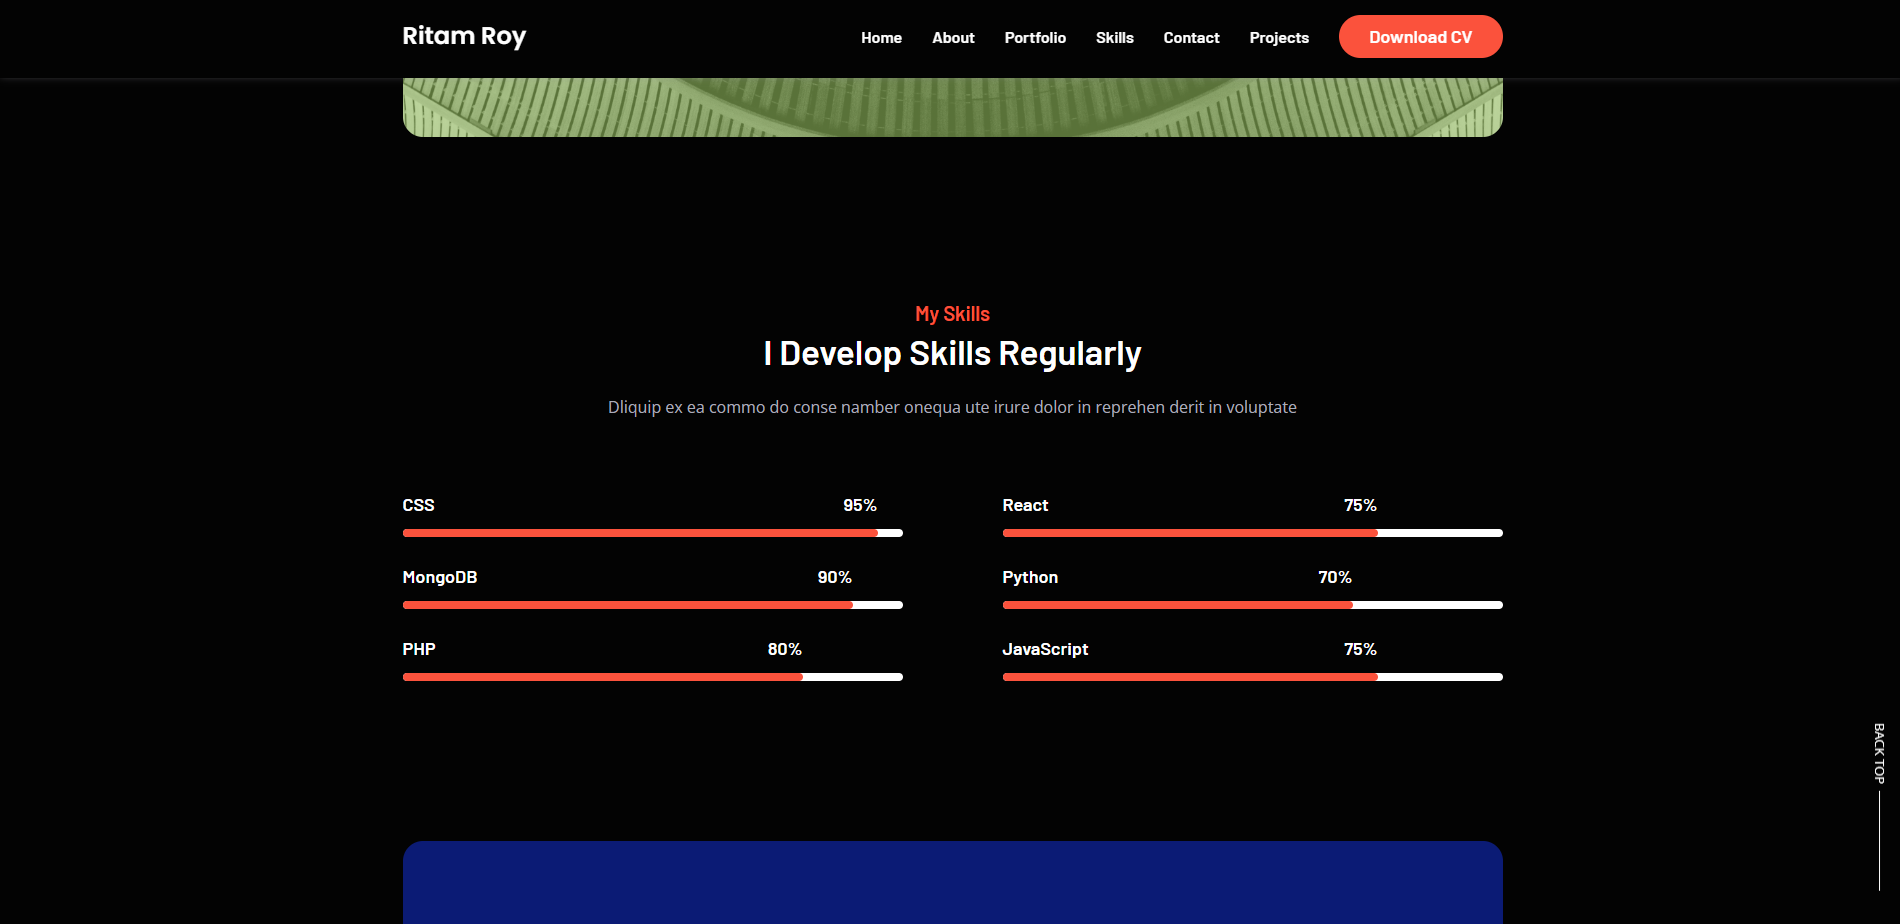 Ritam Roy
Home About Portfolio Skills Contact Projects Download CV
My Skills
I Develop Skills Regularly
Dliquip ex ea commo do conse namber onequa ute irure dolor in reprehen derit in voluptate
CSS 95%
React 75%
MongoDB 90%
Python 70%
PHP 80%
JavaScript 75%
BACK TOP